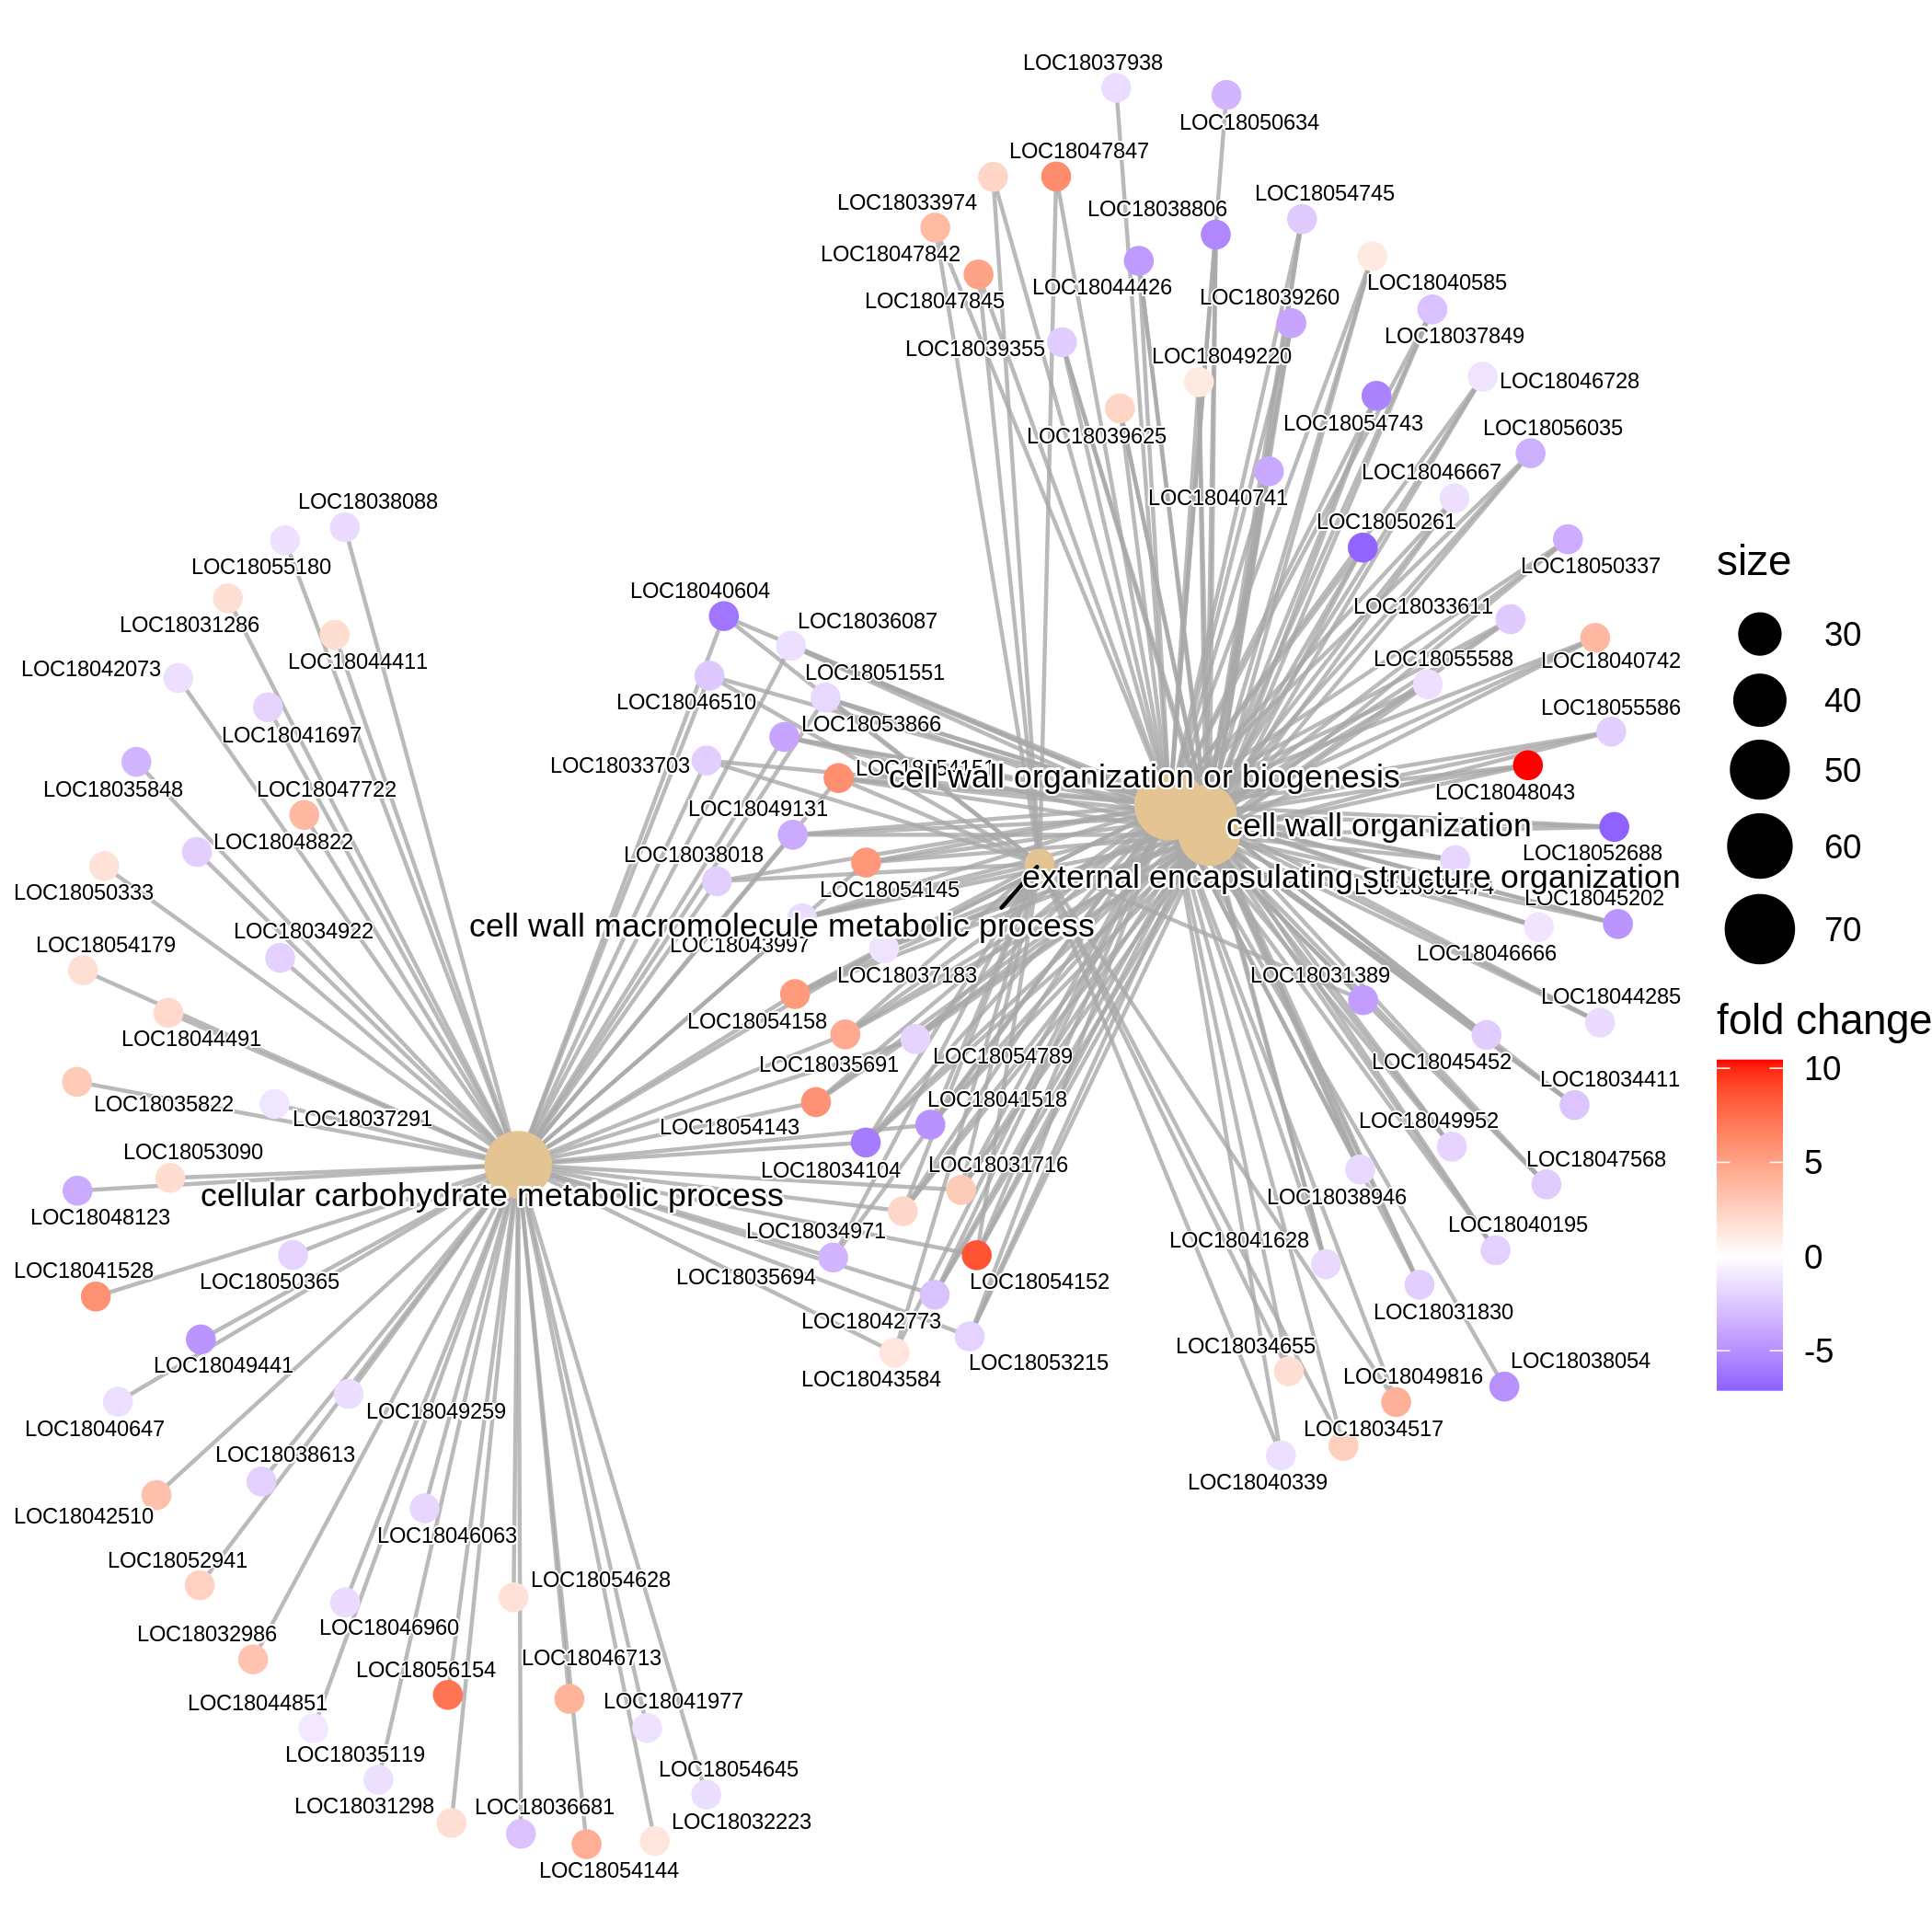 LOC18037938
LOC18050634
LOC18047847
LOC18054745
LOC18033974
LOC18038806
LOC18047842
LOC18040585
LOC18044426
LOC18039260
LOC18047845
LOC18037849
LOC18039355
LOC18049220
LOC18046728
LOC18054743
LOC18056035
LOC18039625
LOC18046667
LOC18040741
LOC18038088
LOC18050261
LOC18055180
LOC18050337
LOC18040604
LOC18033611
LOC18031286
LOC18036087
LOC18044411
LOC18055588
LOC18040742
LOC18042073
LOC18051551
LOC18046510
LOC18055586
LOC18041697
LOC18053866
LOC18033703
LOC18035848
LOC18047722
cell wall organization or biogenesis
LOC18048043
LOC18049131
cell wall organization
LOC18048822
LOC18038018
LOC18052688
LOC18050333
LOC18054145
external encapsulating structure organization
LOC18045202
cell wall macromolecule metabolic process
LOC18034922
LOC18054179
LOC18043997
LOC18046666
LOC18037183
LOC18031389
LOC18044285
LOC18054158
LOC18044491
LOC18054789
LOC18035691
LOC18045452
LOC18034411
LOC18035822
LOC18041518
LOC18037291
LOC18054143
LOC18049952
LOC18053090
LOC18034104
LOC18031716
LOC18047568
cellular carbohydrate metabolic process
LOC18038946
LOC18048123
LOC18034971
LOC18040195
LOC18041628
LOC18041528
LOC18050365
LOC18035694
LOC18054152
LOC18031830
LOC18042773
LOC18034655
LOC18049441
LOC18053215
LOC18038054
LOC18043584
LOC18049816
LOC18049259
LOC18040647
LOC18034517
LOC18038613
LOC18040339
LOC18042510
LOC18046063
LOC18052941
LOC18054628
LOC18032986
LOC18046960
LOC18046713
LOC18056154
LOC18044851
LOC18041977
LOC18035119
LOC18054645
LOC18031298
LOC18036681
LOC18032223
LOC18054144
size
30
40
50
60
70
fold change
10
5
0
-5